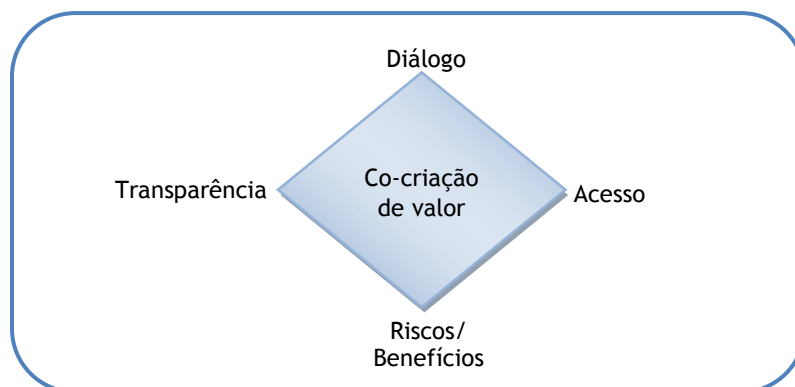 Diálogo
Transparência
Co-criação
de valor
Acesso
Riscos/
Benefícios